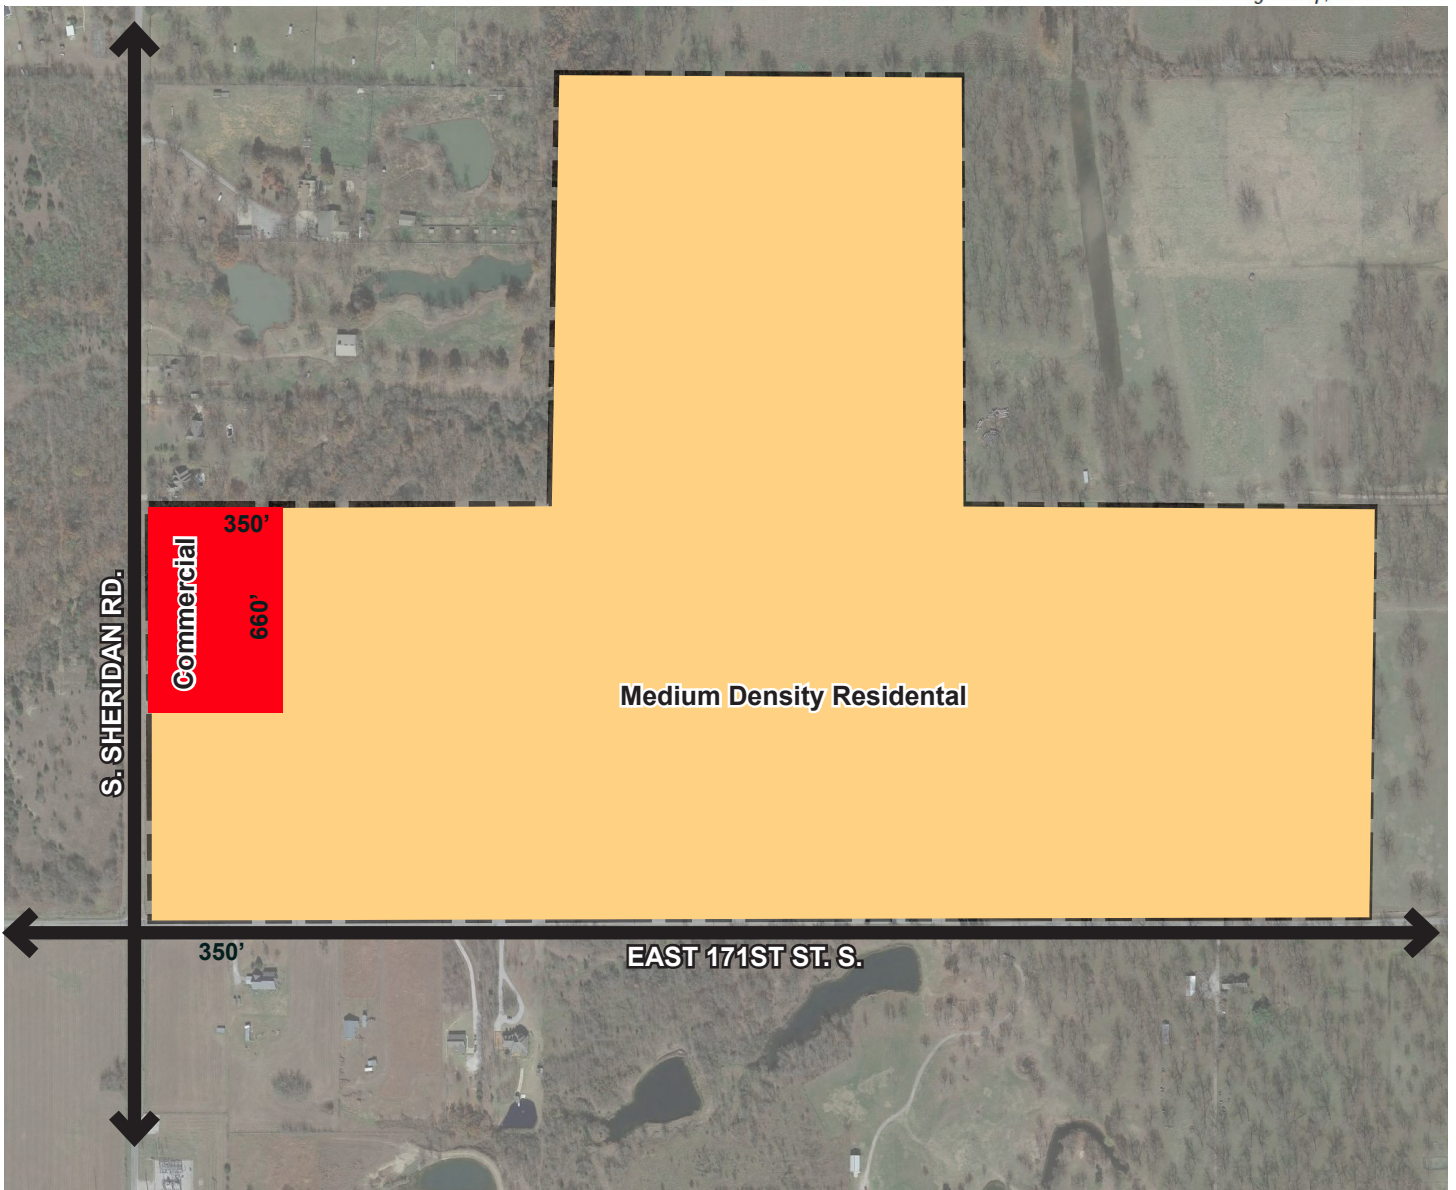 350’
Commercial
660’
S. SHERIDAN RD.
Medium Density Residental
350’
EAST 171ST ST. S.